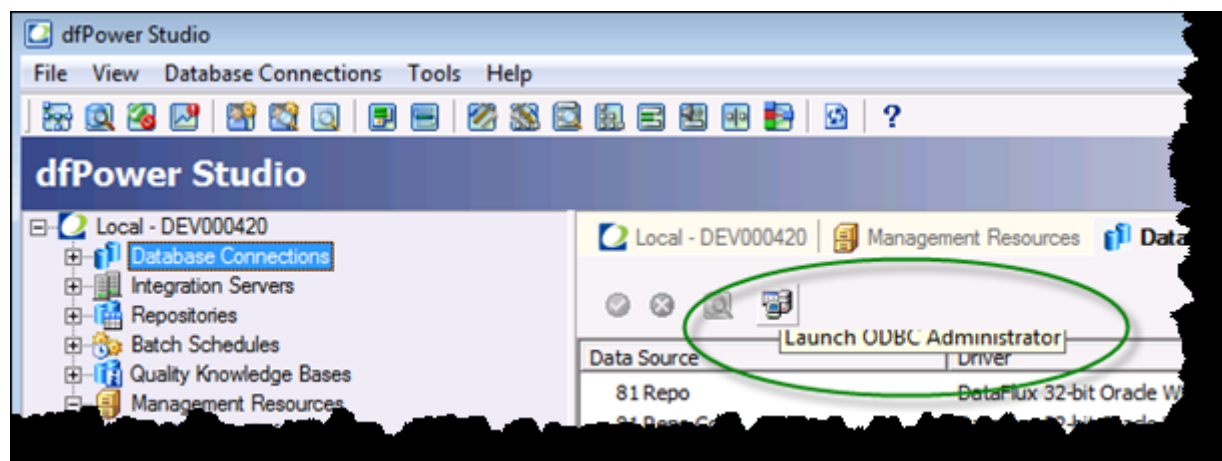 dfPower Studio
File View Database Connections Tools Help
?
dfPower Studio
Local - DEV000420
Database Connections
Integration Servers
Repositories
Batch Schedules
Quality Knowledge Bases
Management Resources
Local - DEV000420 Management Resources Data
Launch ODBC Administrator
Data Source Driver
81 Repo DataFlux 32-bit Oracle W